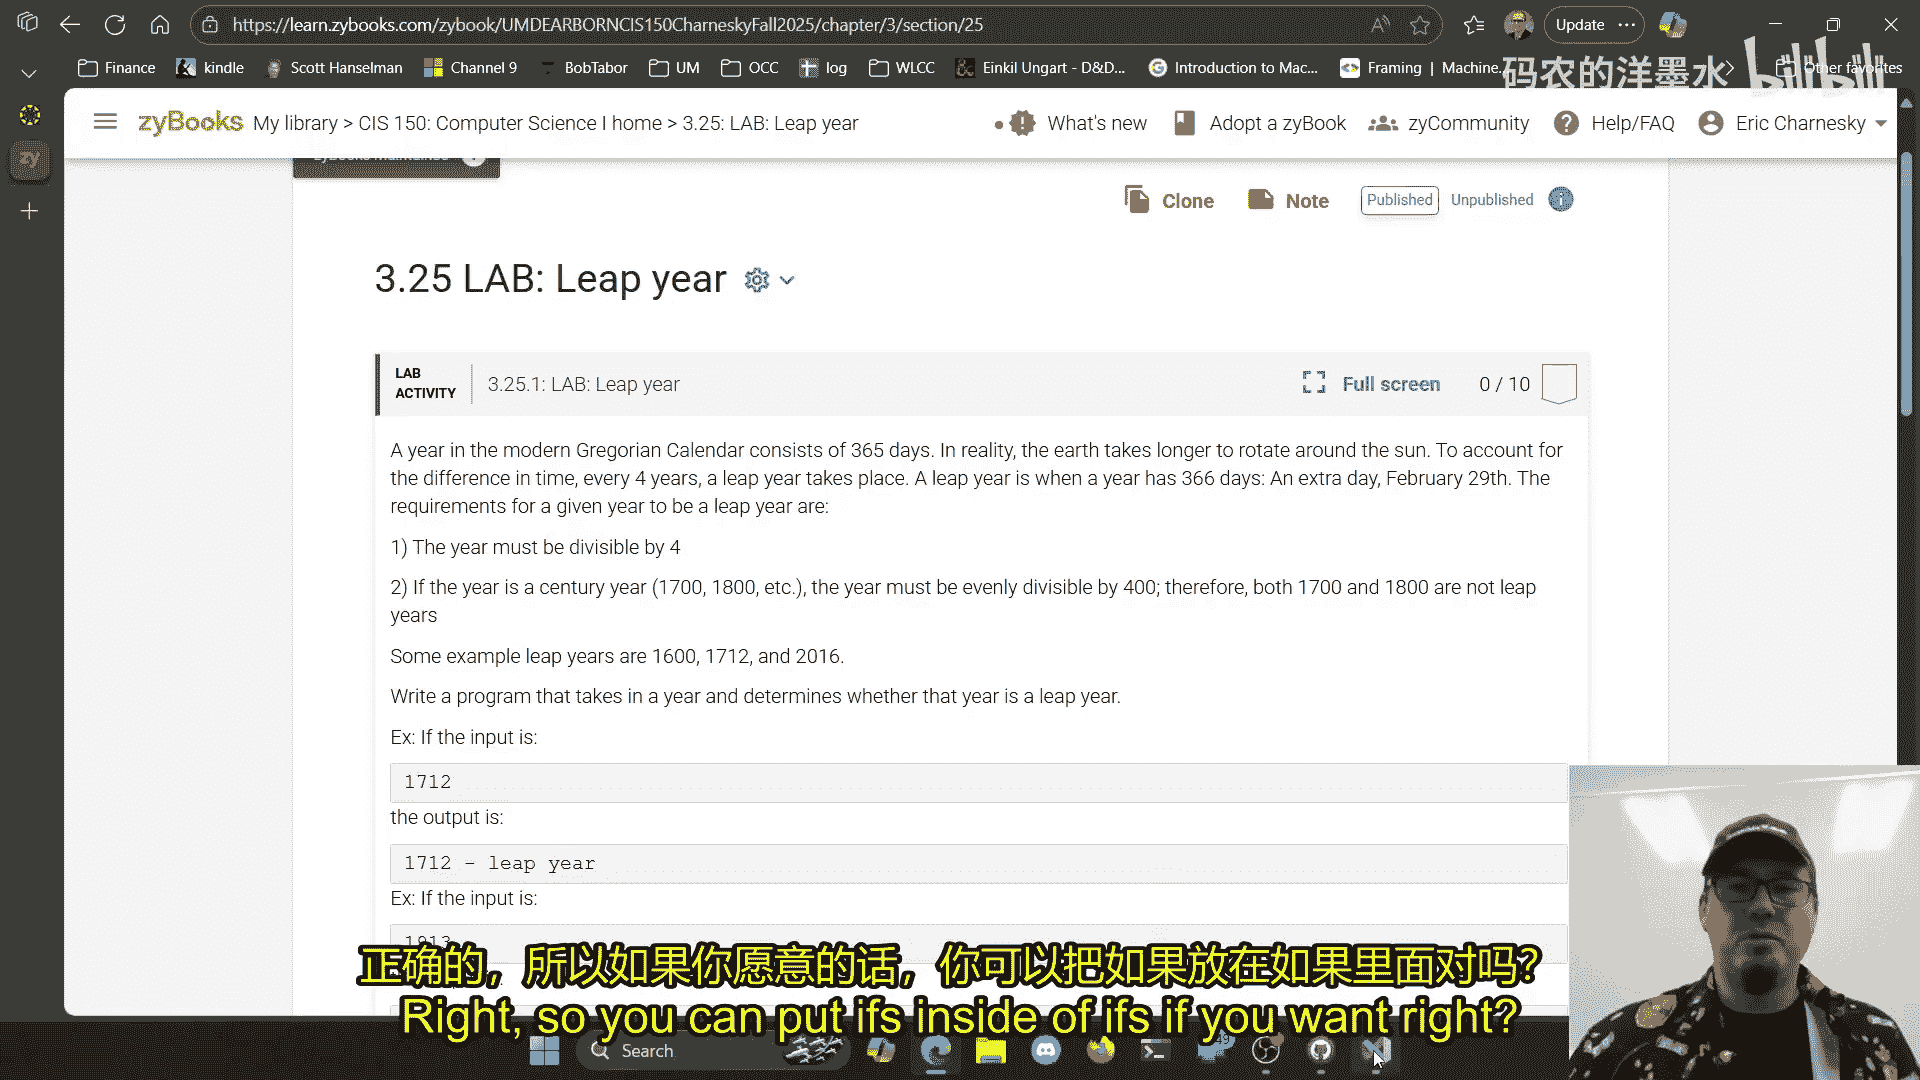 https://learn.zybooks.com/zybook/UMDEARBORNCIS150CharneskyFall2025/chapter/3/section/25
Update
Finance
kindle
Scott Hanselman
Channel 9
BobTabor
UM
OCC
log
WLCC
Einkil Ungart - D&D...
Introduction to Mac...
Framing | Machine...
Other favorites
码农的洋墨水
bilibili
zyBooks
My library > CIS 150: Computer Science I home > 3.25: LAB: Leap year
What's new
Adopt a zyBook
zyCommunity
Help/FAQ
Eric Charnesky
zy
Clone
Note
Published
Unpublished
3.25 LAB: Leap year
LAB
ACTIVITY
3.25.1: LAB: Leap year
Full screen
0 / 10
A year in the modern Gregorian Calendar consists of 365 days. In reality, the earth takes longer to rotate around the sun. To account for
the difference in time, every 4 years, a leap year takes place. A leap year is when a year has 366 days: An extra day, February 29th. The
requirements for a given year to be a leap year are:
1) The year must be divisible by 4
2) If the year is a century year (1700, 1800, etc.), the year must be evenly divisible by 400; therefore, both 1700 and 1800 are not leap
years
Some example leap years are 1600, 1712, and 2016.
Write a program that takes in a year and determines whether that year is a leap year.
Ex: If the input is:
1712
the output is:
1712 - leap year
Ex: If the input is:
1913
正确的，所以如果你愿意的话，你可以把如果放在如果里面对吗？
Right, so you can put ifs inside of ifs if you want right?
Search